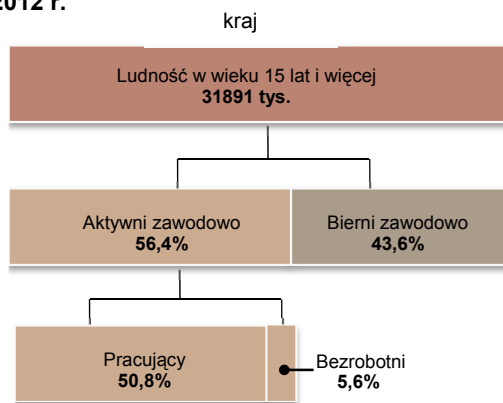 2012 r.
kraj
Ludność w wieku 15 lat i więcej
31891 tys.
Aktywni zawodowo
56,4%
Bierni zawodowo
43,6%
Pracujący
50,8%
Bezrobotni
5,6%